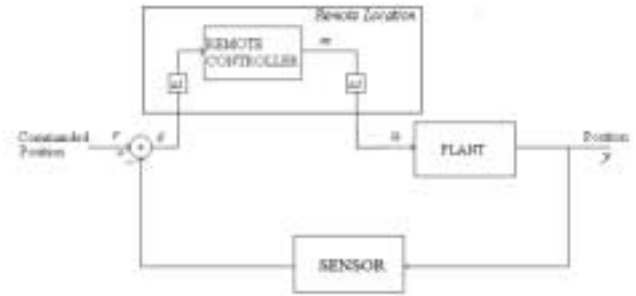 Remote Location
REMOTE
CONTROLLER
m
Commanded
Position
r
+
e
u
PLANT
Position
y
SENSOR